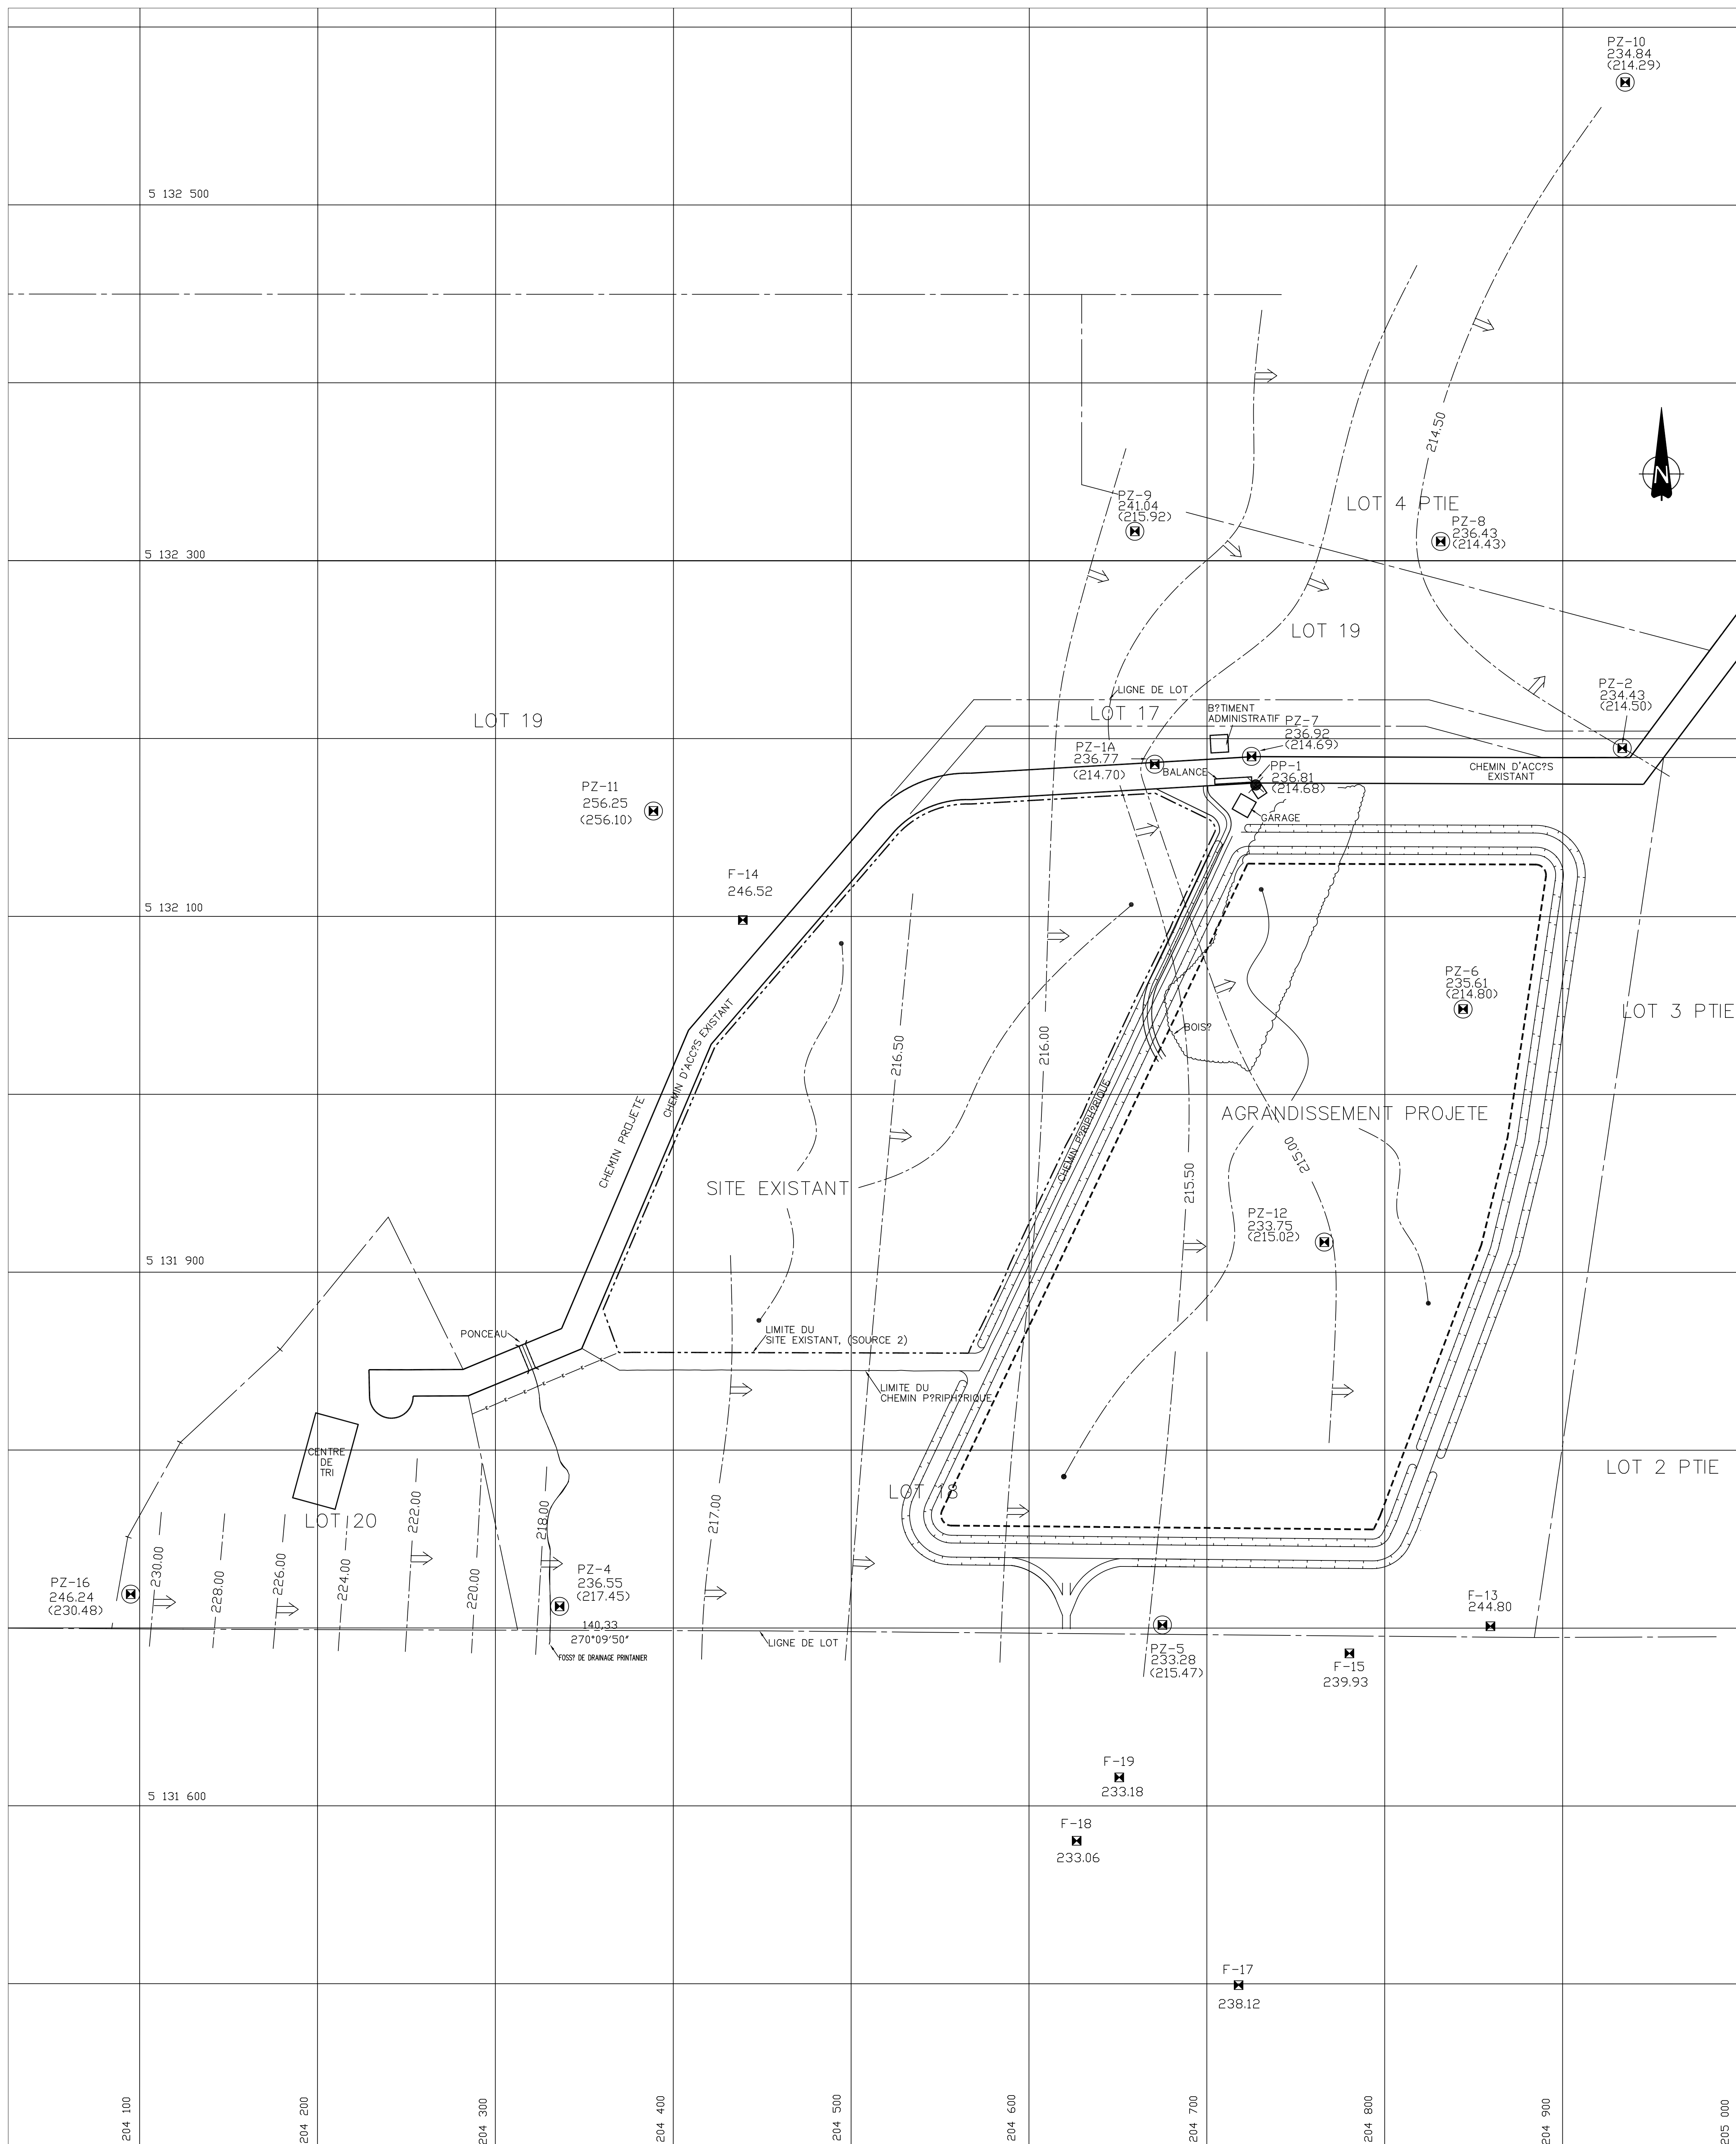 PZ-10
234.84
(214.29)
5 132 500
214.50
N
PZ-9
241.04
(215.92)
LOT 4 PTIE
PZ-8
236.43
(214.43)
5 132 300
LOT 19
LIGNE DE LOT
PZ-2
234.43
(214.50)
LOT 19
LOT 17
B?TIMENT
ADMINISTRATIF
PZ-7
236.92
(214.69)
PZ-1A
236.77
(214.70)
BALANCE
PP-1
236.81
(214.68)
CHEMIN D'ACC?S
EXISTANT
GARAGE
PZ-11
256.25
(256.10)
F-14
246.52
5 132 100
PZ-6
235.61
(214.80)
LOT 3 PTIE
BOIS?
CHEMIN D'ACC?S EXISTANT
216.50
216.00
CHEMIN PROJETE
CHEMIN P?RIPH?RIQUE
AGRANDISSEMENT PROJETE
215.00
215.50
SITE EXISTANT
PZ-12
233.75
(215.02)
5 131 900
PONCEAU
LIMITE DU
SITE EXISTANT, (SOURCE 2)
LIMITE DU
CHEMIN P?RIPH?RIQUE
CENTRE
DE
TRI
LOT 2 PTIE
LOT 18
LOT 20
230.00
228.00
226.00
224.00
222.00
220.00
218.00
217.00
PZ-16
246.24
(230.48)
PZ-4
236.55
(217.45)
140,33
270°09'50"
FOSS? DE DRAINAGE PRINTANIER
LIGNE DE LOT
PZ-5
233.28
(215.47)
F-13
244.80
F-15
239.93
F-19
233.18
5 131 600
F-18
233.06
F-17
238.12
204 100
204 200
204 300
204 400
204 500
204 600
204 700
204 800
204 900
205 000